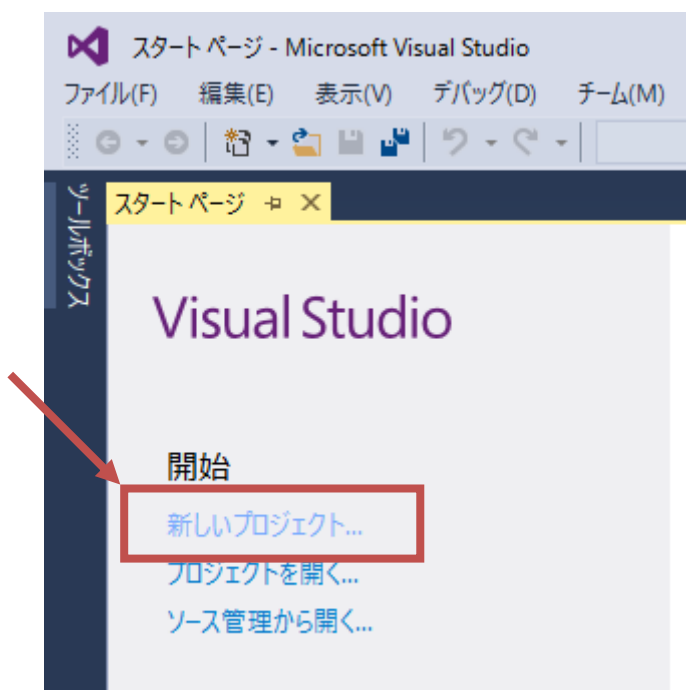 スタート ページ - Microsoft Visual Studio
ファイル(F) 編集(E) 表示(V) デバッグ(D) チーム(M)
ツールボックス
スタート ページ
Visual Studio
開始
新しいプロジェクト...
プロジェクトを開く...
ソース管理から開く...